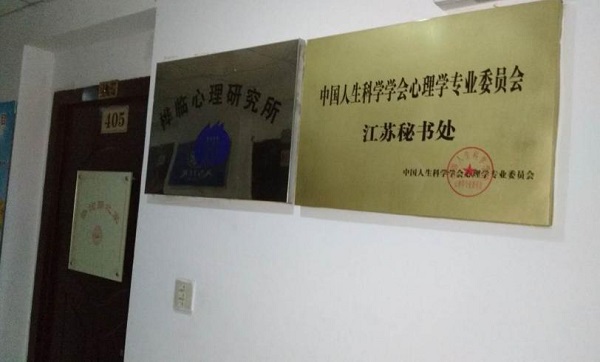 405
临心理研究所
中国人生科学学会心理学专业委员会
江苏秘书处
中国人生科学学会心理学专业委员会